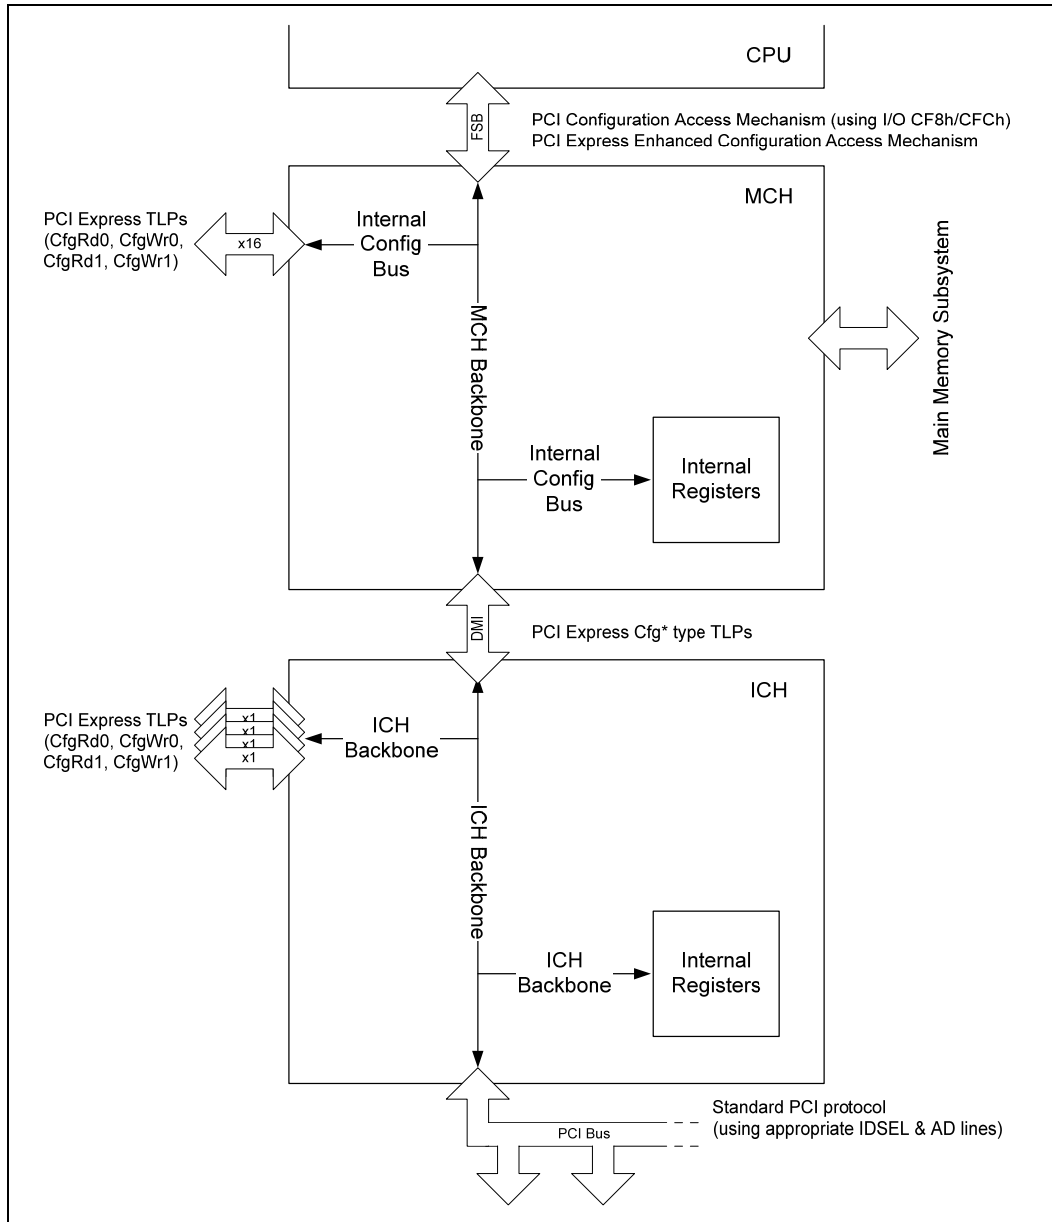 CPU
FSB
PCI Configuration Access Mechanism (using I/O CF8h/CFCh)
PCI Express Enhanced Configuration Access Mechanism
MCH
PCI Express TLPs
(CfgRd0, CfgWr0,
CfgRd1, CfgWr1)
x16
Internal
Config
Bus
MCH Backbone
Main Memory Subsystem
Internal
Config
Bus
Internal
Registers
DMI
PCI Express Cfg* type TLPs
ICH
PCI Express TLPs
(CfgRd0, CfgWr0,
CfgRd1, CfgWr1)
x1
x1
x1
x1
ICH
Backbone
ICH Backbone
ICH
Backbone
Internal
Registers
Standard PCI protocol
(using appropriate IDSEL & AD lines)
PCI Bus